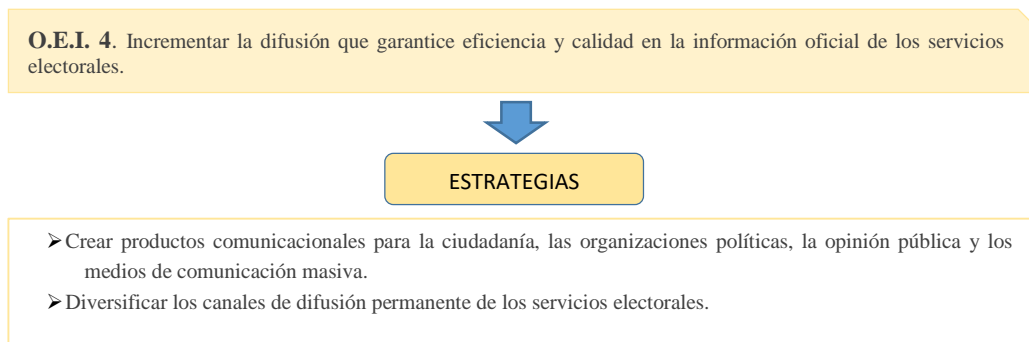 O.E.I. 4. Incrementar la difusión que garantice eficiencia y calidad en la información oficial de los servicios
electorales.
ESTRATEGIAS
➢Crear productos comunicacionales para la ciudadanía, las organizaciones políticas, la opinión pública y los
medios de comunicación masiva.
➢Diversificar los canales de difusión permanente de los servicios electorales.